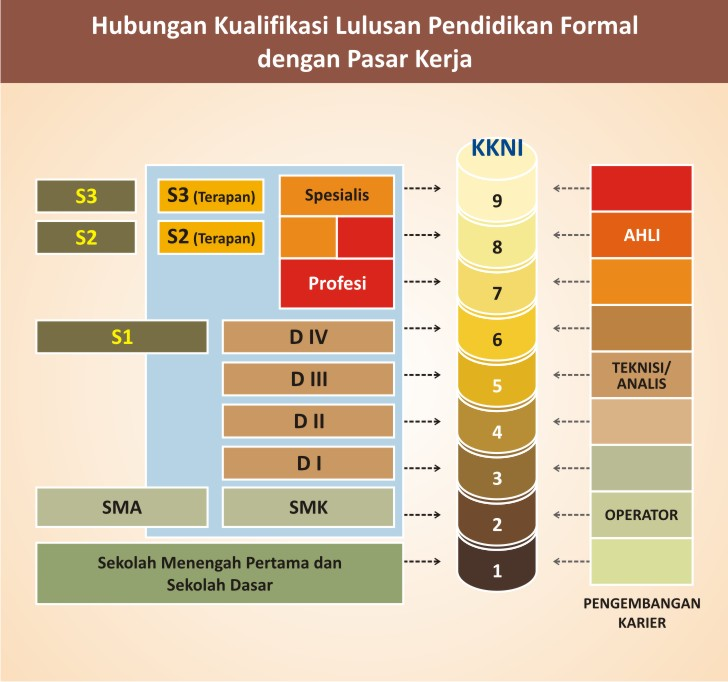 Hubungan Kualifikasi Lulusan Pendidikan Formal
dengan Pasar Kerja
KKNI
S3
S3 (Terapan)
Spesialis
9
S2
S2 (Terapan)
8
AHLI
Profesi
7
S1
D IV
6
D III
5
TEKNISI/
ANALIS
D II
4
D I
3
SMA
SMK
2
OPERATOR
Sekolah Menengah Pertama dan
Sekolah Dasar
1
PENGEMBANGAN
KARIER